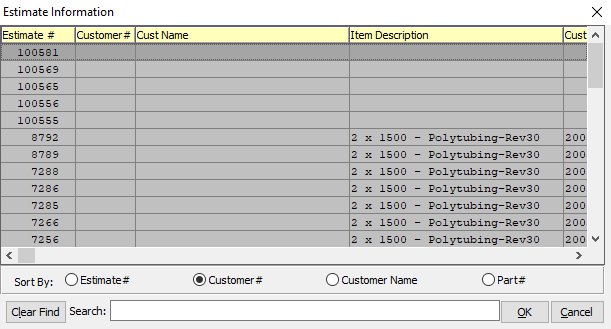 Estimate Information
Estimate # Customer# Cust Name Item Description Cust
100581
100569
100565
100556
100555
8792 2 x 1500 - Polytubing-Rev30 200
8789 2 x 1500 - Polytubing-Rev30 200
7288 2 x 1500 - Polytubing-Rev30 200
7286 2 x 1500 - Polytubing-Rev30 200
7285 2 x 1500 - Polytubing-Rev30 200
7266 2 x 1500 - Polytubing-Rev30 200
7256 2 x 1500 - Polytubing-Rev30 200
Sort By: Estimate# Customer# Customer Name Part#
Clear Find Search: OK Cancel